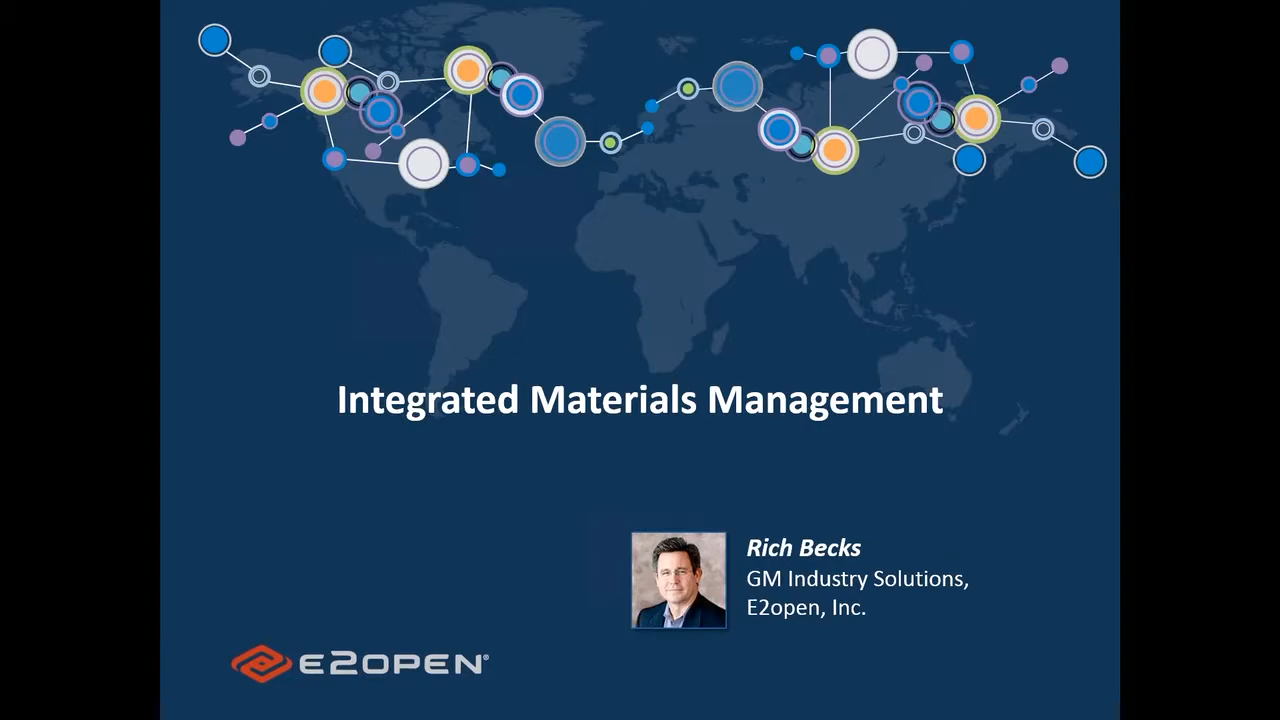 Integrated Materials Management
Rich Becks
GM Industry Solutions,
E2open, Inc.
E2OPEN®